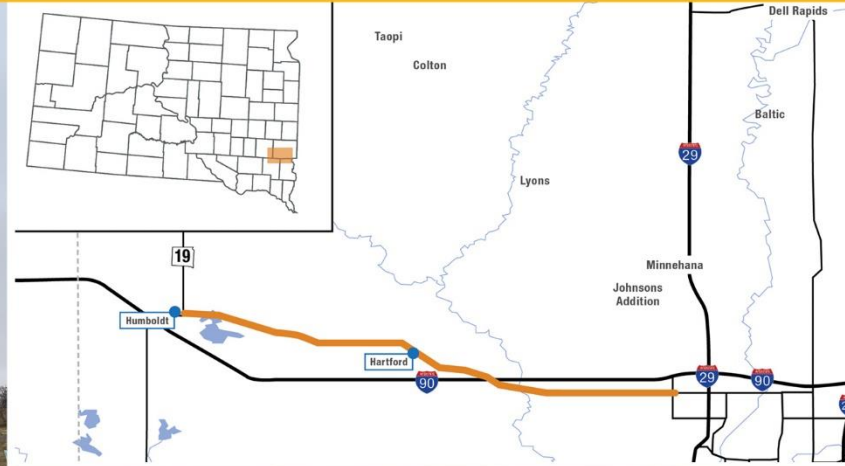 Dell Rapids
Taopi
Colton
Baltic
29
Lyons
19
Minnehana
Johnsons
Addition
Humboldt
Hartford
90
29
90